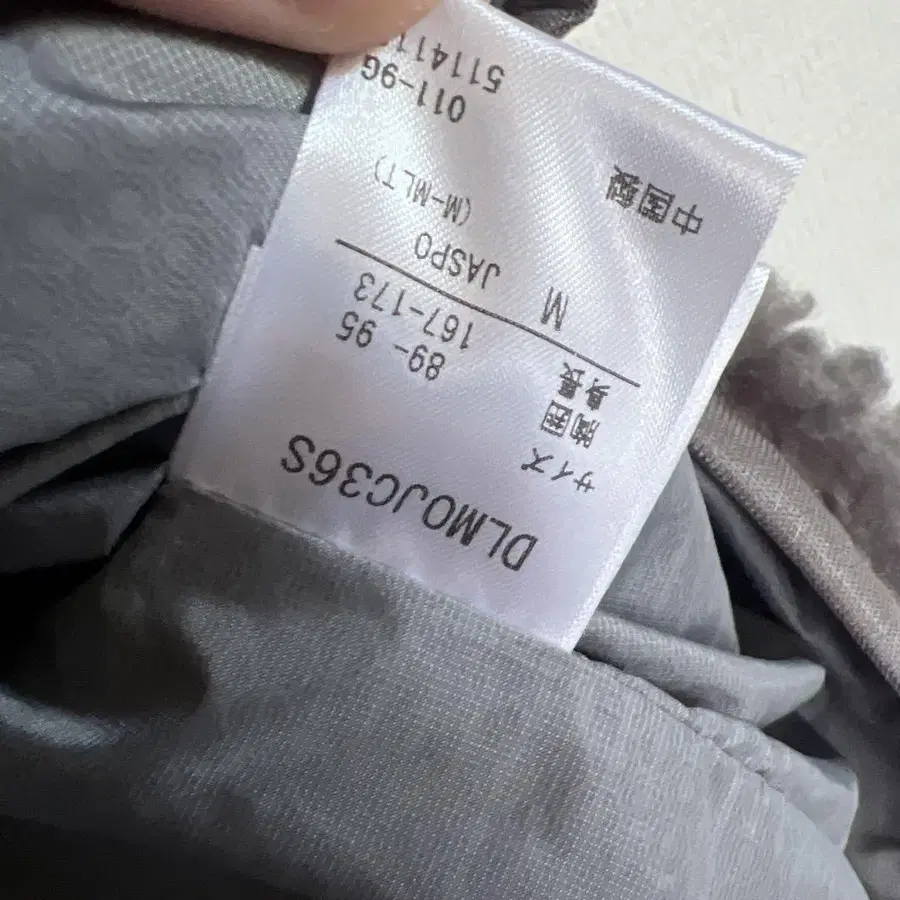 DLMOJC36S
サイズ
胸囲 89- 95
身長 167-173
M
JASPO (M-MLT)
011-9G
中国製